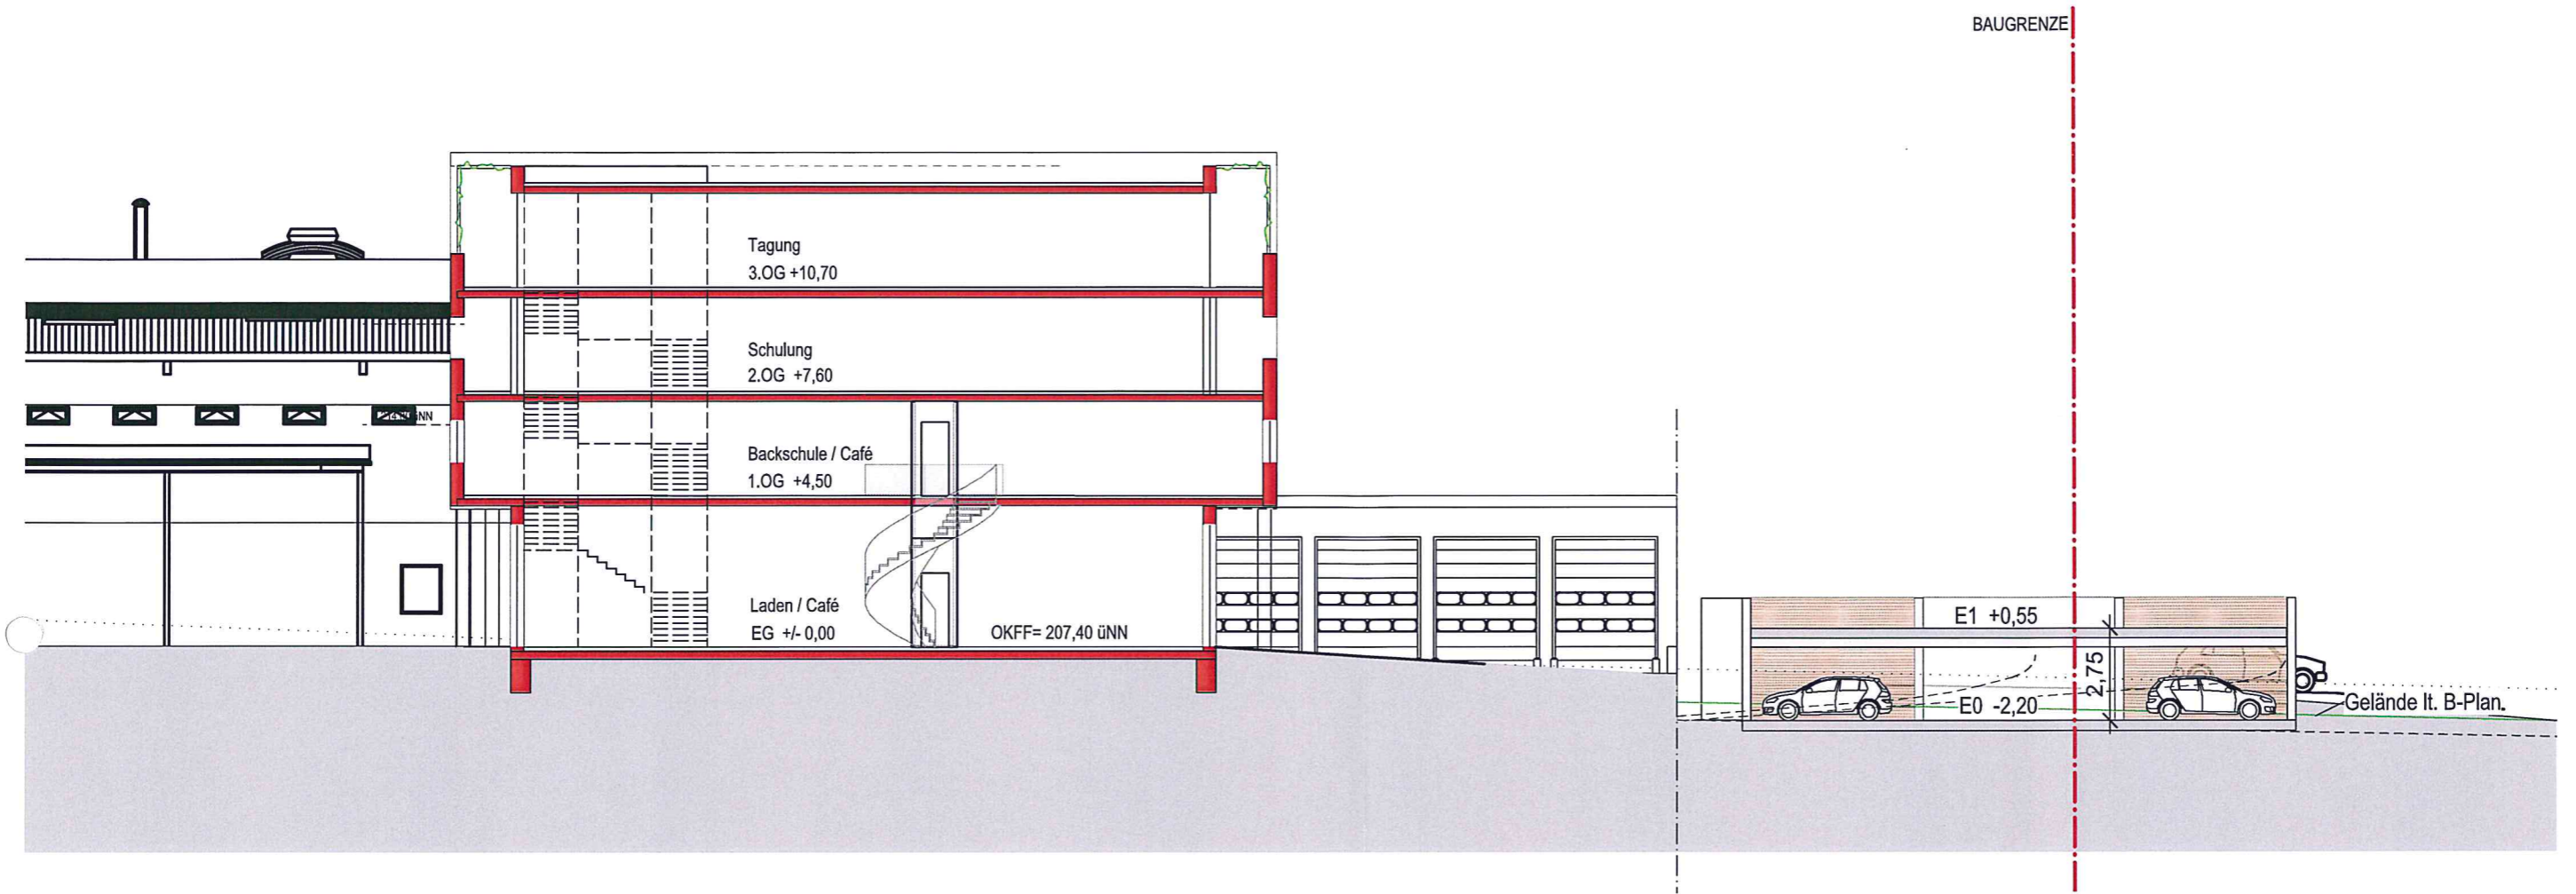 BAUGRENZE
Tagung
3.OG +10,70
Schulung
2.OG +7,60
Backschule / Café
1.OG +4,50
Laden / Café
EG +/- 0,00
OKFF= 207,40 üNN
E1 +0,55
2,75
E0 -2,20
Gelände lt. B-Plan.